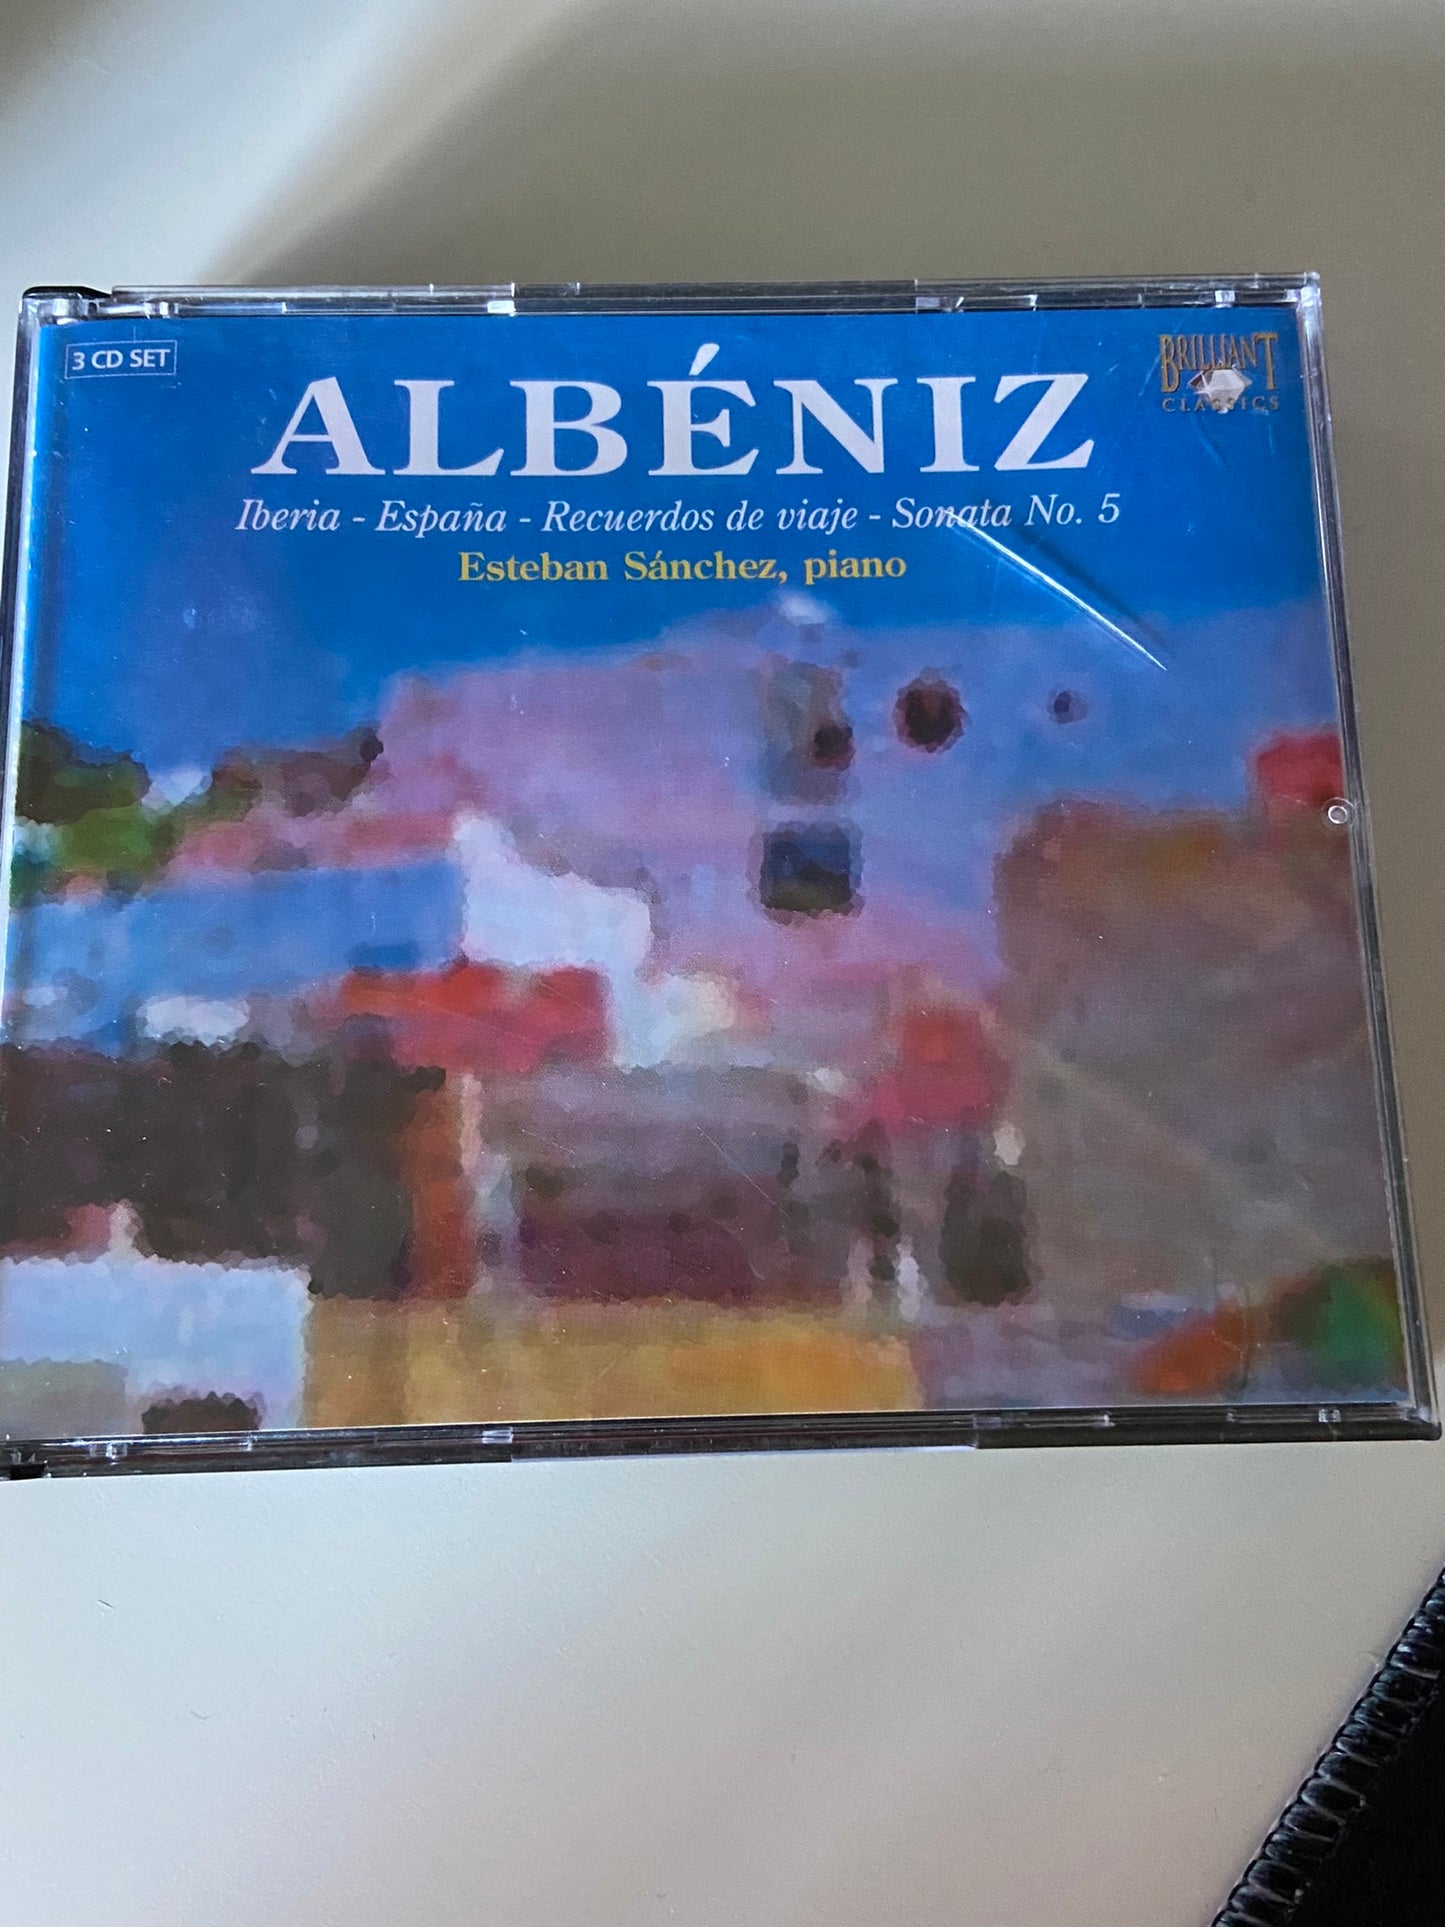 3 CD SET
BRILLIANT
CLASSICS
ALBÉNIZ
Iberia - España - Recuerdos de viaje - Sonata No. 5
Esteban Sánchez, piano